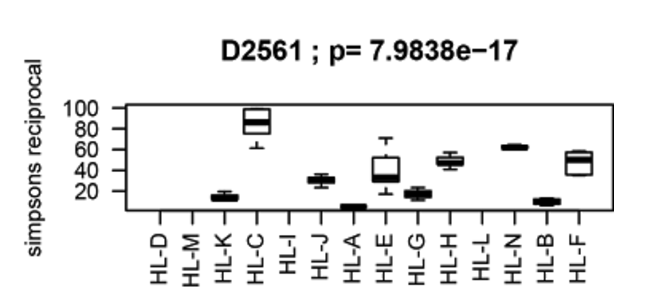 D2561 ; p= 7.9838e−17
simpsons reciprocal
100
80
60
40
20
HL-D
HL-M
HL-K
HL-C
HL-I
HL-J
HL-A
HL-E
HL-G
HL-H
HL-L
HL-N
HL-B
HL-F